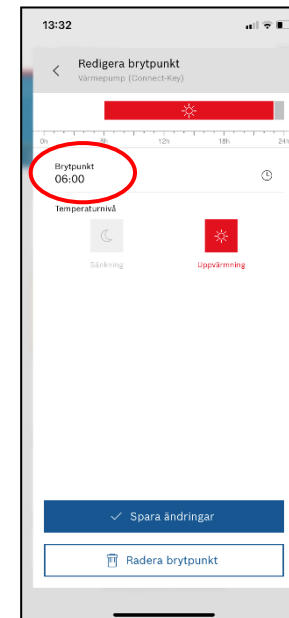 13:32
Redigera brytpunkt
Värmepump (Connect-Key)
0h 6h 12h 18h 24h
Brytpunkt
06:00
Temperaturnivå
Sänkning Uppvärmning
Spara ändringar
Radera brytpunkt